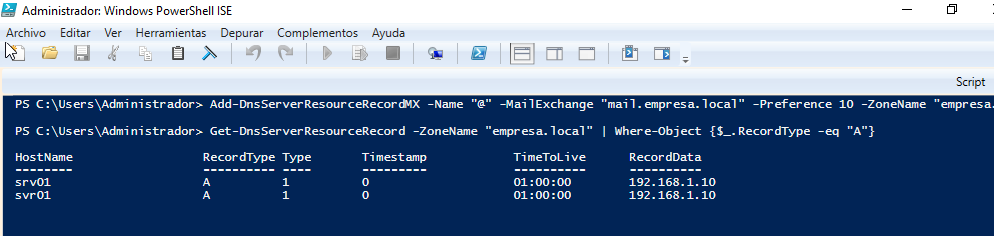 Administrador: Windows PowerShell ISE
Archivo Editar Ver Herramientas Depurar Complementos Ayuda
Script
PS C:\Users\Administrador> Add-DnsServerResourceRecordMX -Name "@" -MailExchange "mail.empresa.local" -Preference 10 -ZoneName "empresa.
PS C:\Users\Administrador> Get-DnsServerResourceRecord -ZoneName "empresa.local" | Where-Object {$_.RecordType -eq "A"}
HostName RecordType Type Timestamp TimeToLive RecordData
-------- ---------- ---- --------- ---------- ----------
srv01 A 1 0 01:00:00 192.168.1.10
svr01 A 1 0 01:00:00 192.168.1.10